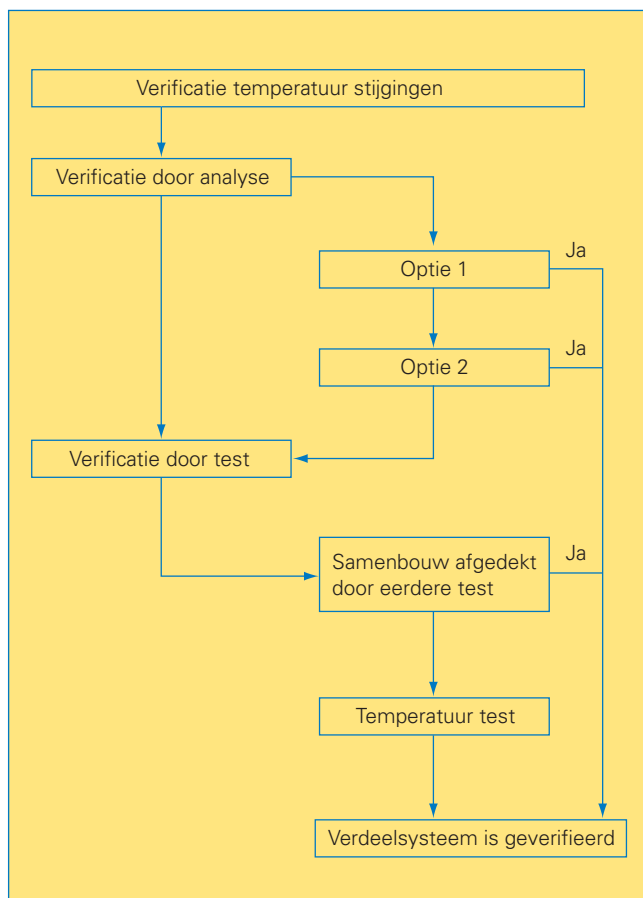 Verificatie temperatuur stijgingen
Verificatie door analyse
Ja
Optie 1
Ja
Optie 2
Verificatie door test
Ja
Samenbouw afgedekt
door eerdere test
Temperatuur test
Verdeelsysteem is geverifieerd